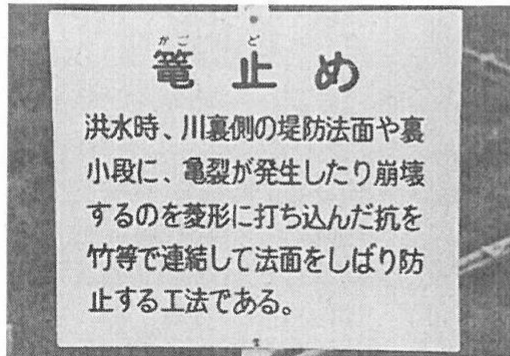 かご ど
篭止め
洪水時、川裏側の堤防法面や裏
小段に、亀裂が発生したり崩壊
するのを菱形に打ち込んだ抗を
竹等で連結して法面をしばり防
止する工法である。